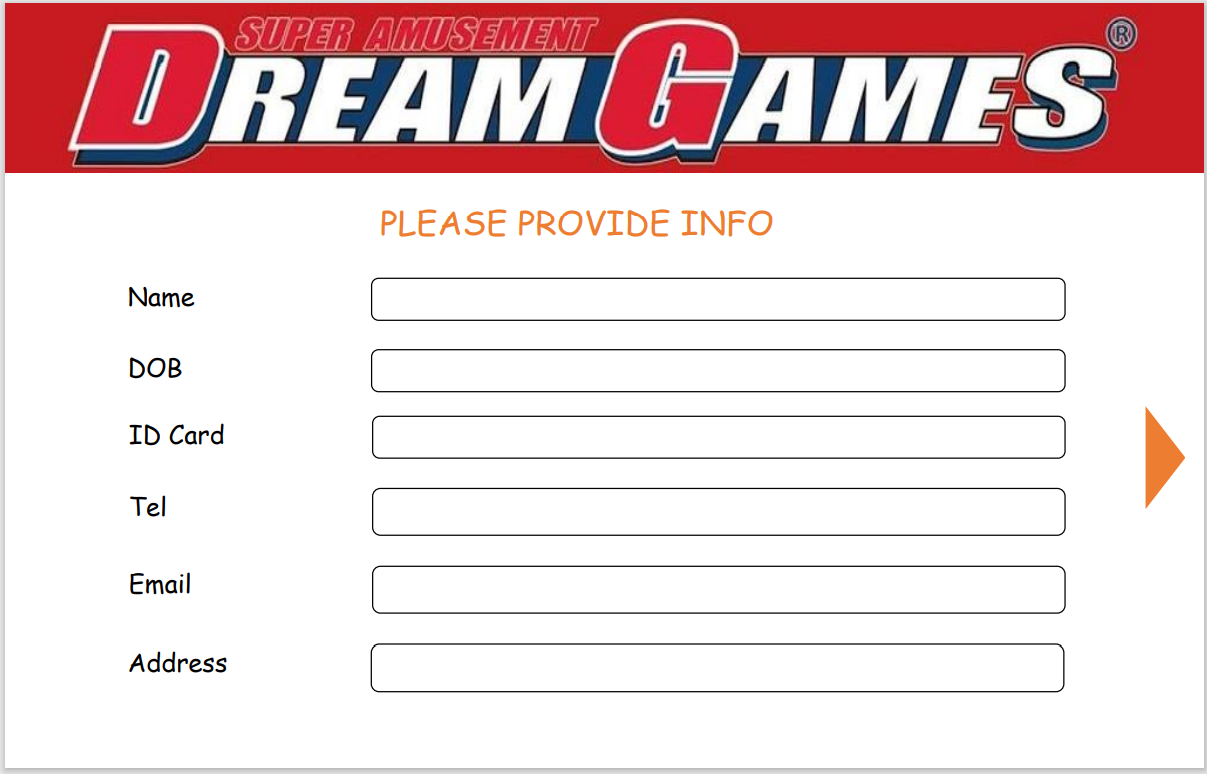 SUPER AMUSEMENT
DREAM GAMES ®
PLEASE PROVIDE INFO
Name
DOB
ID Card
Tel
Email
Address